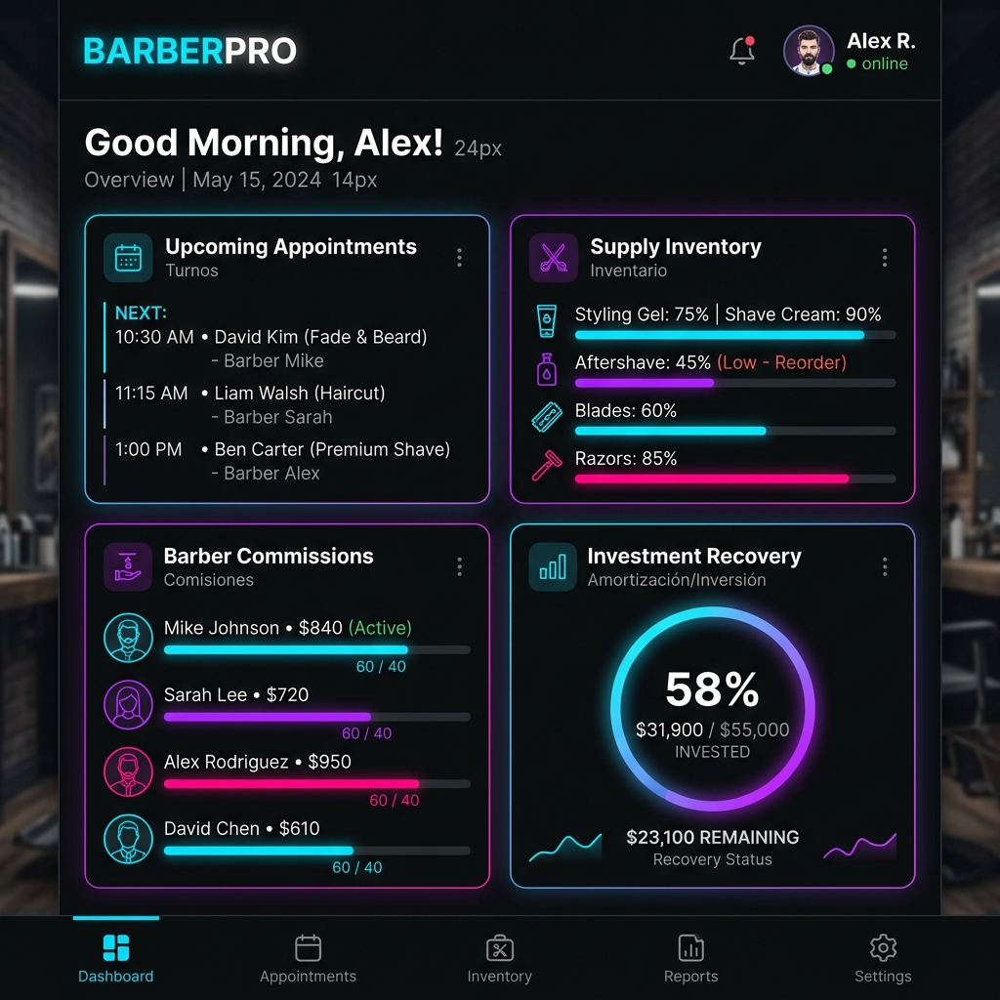 BARBERPRO
Alex R.
online
Good Morning, Alex! 24px
Overview | May 15, 2024 14px
Upcoming Appointments
Turnos
NEXT:
10:30 AM • David Kim (Fade & Beard)
- Barber Mike
11:15 AM • Liam Walsh (Haircut)
- Barber Sarah
1:00 PM • Ben Carter (Premium Shave)
- Barber Alex
Supply Inventory
Inventario
Styling Gel: 75% | Shave Cream: 90%
Aftershave: 45% (Low - Reorder)
Blades: 60%
Razors: 85%
Barber Commissions
Comisiones
Mike Johnson • $840 (Active)
60 / 40
Sarah Lee • $720
60 / 40
Alex Rodriguez • $950
60 / 40
David Chen • $610
60 / 40
Investment Recovery
Amortización/Inversión
58%
$31,900 / $55,000
INVESTED
$23,100 REMAINING
Recovery Status
Dashboard
Appointments
Inventory
Reports
Settings